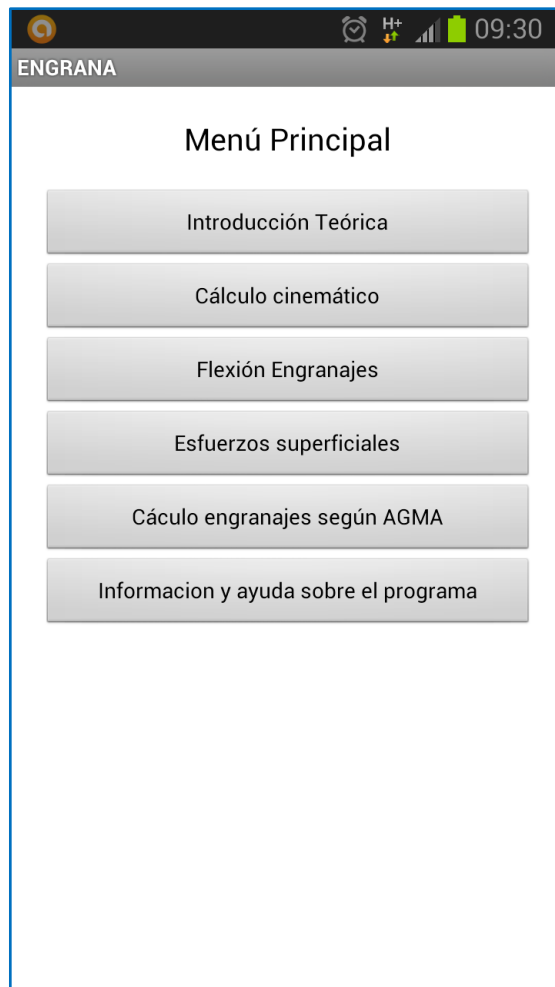 H+ 09:30
ENGRANA
Menú Principal
Introducción Teórica
Cálculo cinemático
Flexión Engranajes
Esfuerzos superficiales
Cáculo engranajes según AGMA
Informacion y ayuda sobre el programa